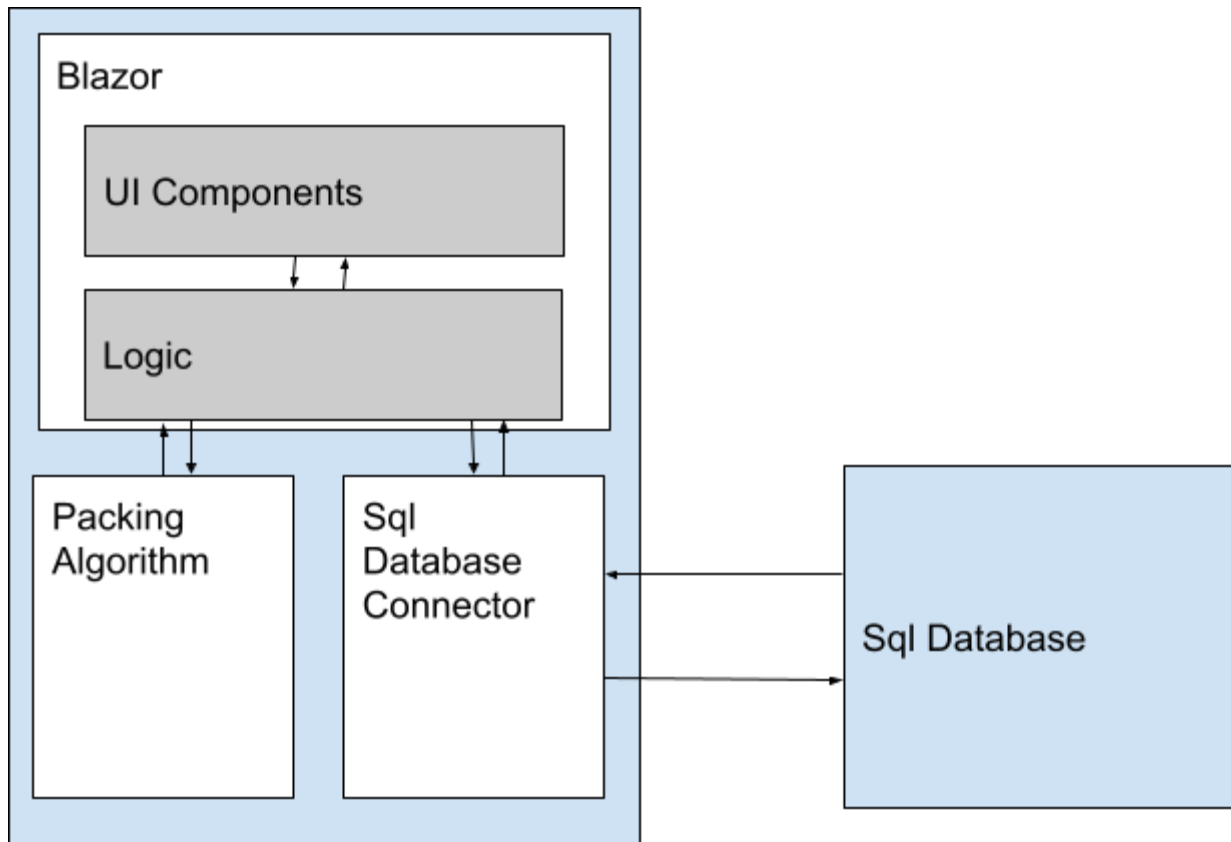 Blazor
UI Components
Logic
Packing
Algorithm
Sql
Database
Connector
Sql Database